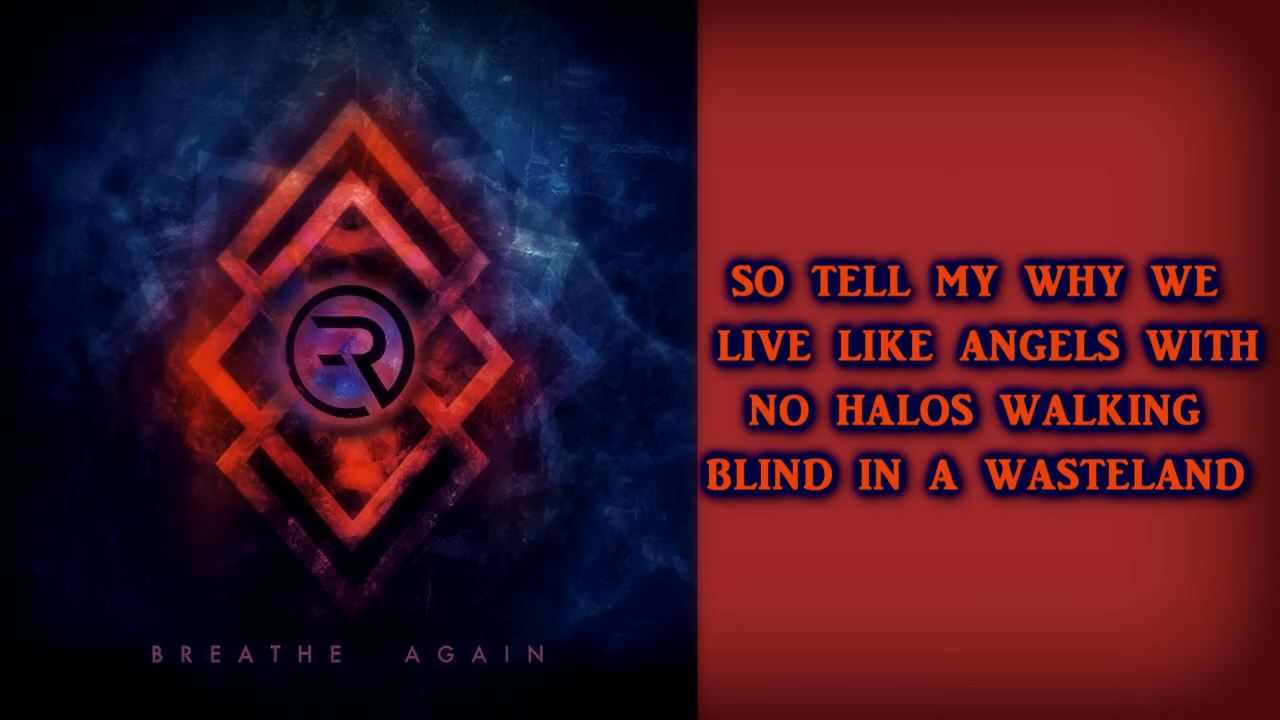 SO TELL MY WHY WE
LIVE LIKE ANGELS WITH
NO HALOS WALKING
BLIND IN A WASTELAND
BREATHE AGAIN